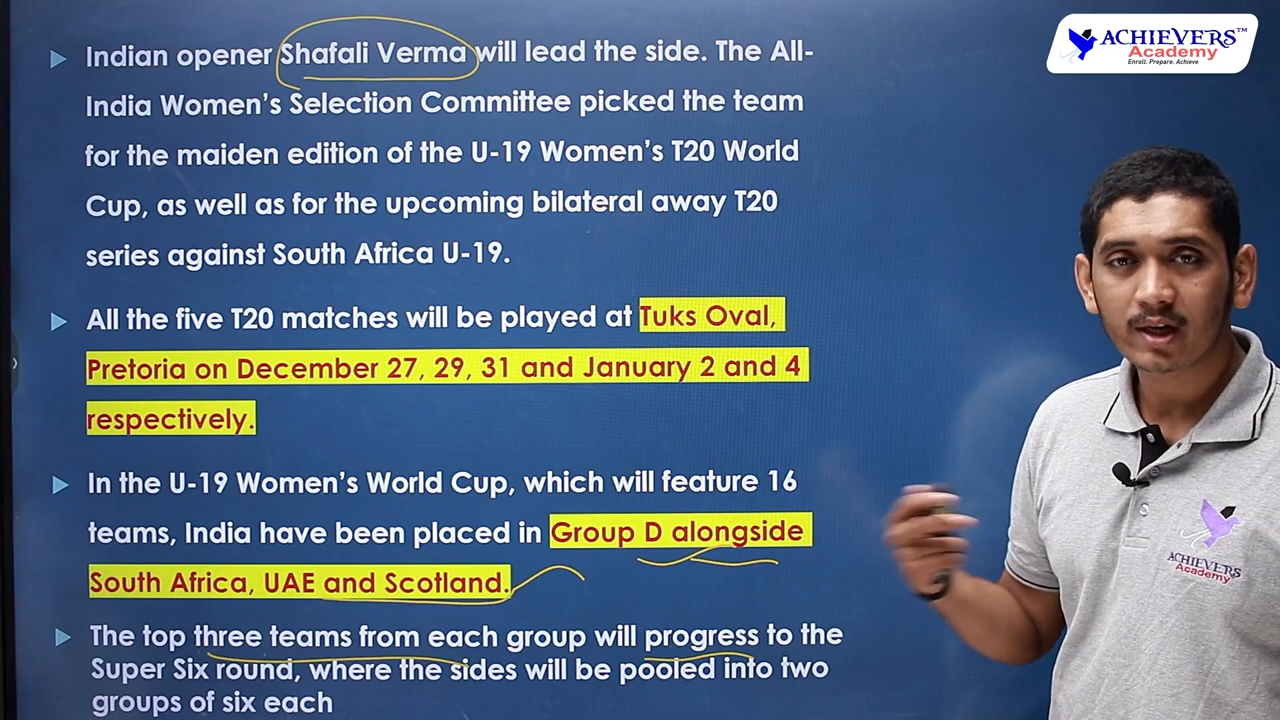 Indian opener Shafali Verma will lead the side. The All-
India Women's Selection Committee picked the team
for the maiden edition of the U-19 Women's T20 World
Cup, as well as for the upcoming bilateral away T20
series against South Africa U-19.
All the five T20 matches will be played at Tuks Oval,
Pretoria on December 27, 29, 31 and January 2 and 4
respectively.
In the U-19 Women's World Cup, which will feature 16
teams, India have been placed in Group D alongside
South Africa, UAE and Scotland.
The top three teams from each group will progress to the
Super Six round, where the sides will be pooled into two
groups of six each
ACHIEVERS™
Academy
Enroll. Prepare. Achieve
ACHIEVERS
Academy